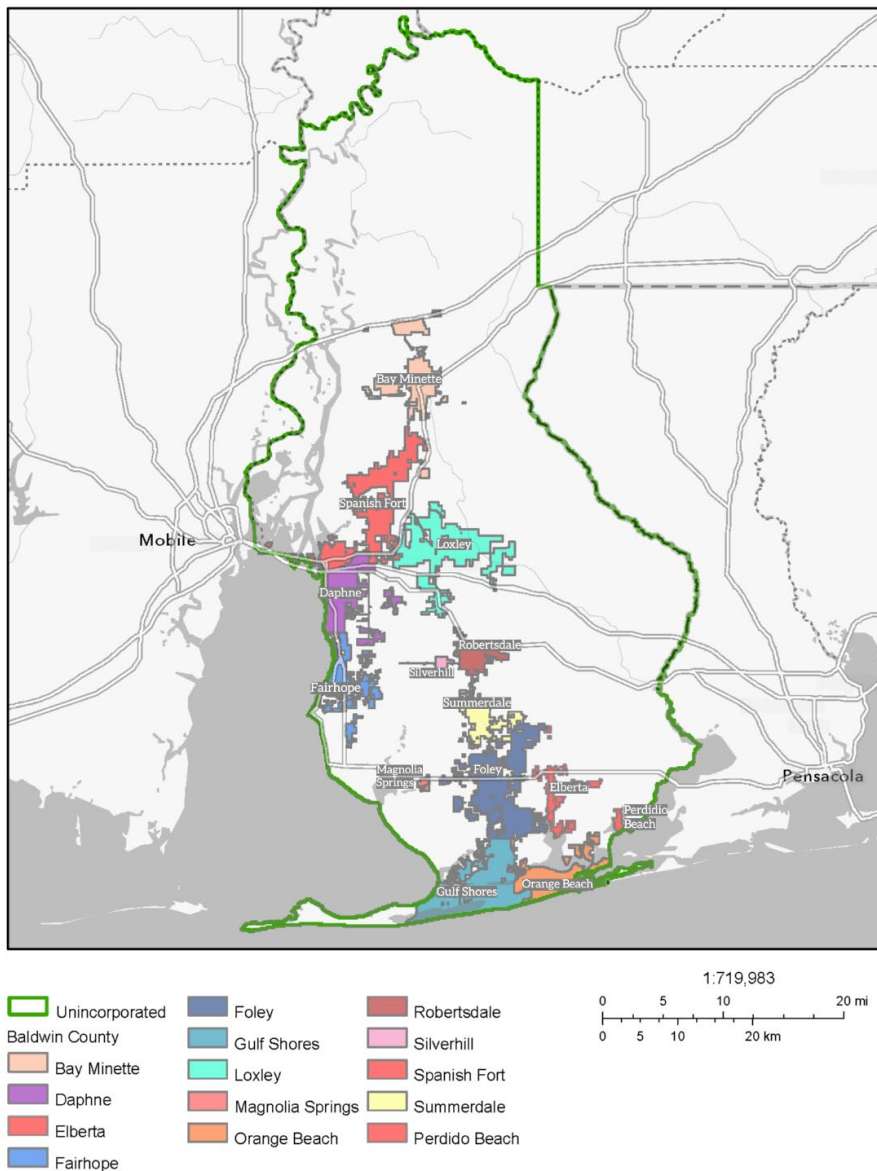 Bay Minette
Spanish Fort
Mobile
Loxley
Daphne
Robertsdale
Silverhill
Fairhope
Summerdale
Magnolia
Springs
Foley
Pensacola
Elberta
Perdidio
Beach
Gulf Shores
Orange Beach
1:719,983
0 5 10 20 mi
0 5 10 20 km
Unincorporated
Baldwin County
Bay Minette
Daphne
Elberta
Fairhope
Foley
Gulf Shores
Loxley
Magnolia Springs
Orange Beach
Robertsdale
Silverhill
Spanish Fort
Summerdale
Perdido Beach